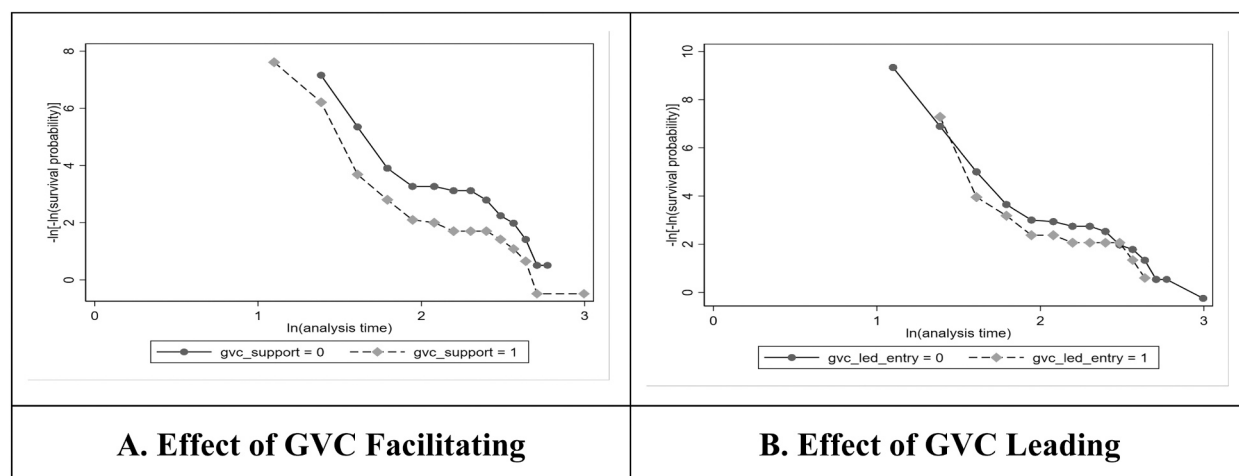 -ln[-ln(survival probability)]
8
6
4
2
0
0 1 2 3
ln(analysis time)
gvc_support = 0 gvc_support = 1
-ln[-ln(survival probability)]
10
8
6
4
2
0
0 1 2 3
ln(analysis time)
gvc_led_entry = 0 gvc_led_entry = 1
A. Effect of GVC Facilitating
B. Effect of GVC Leading